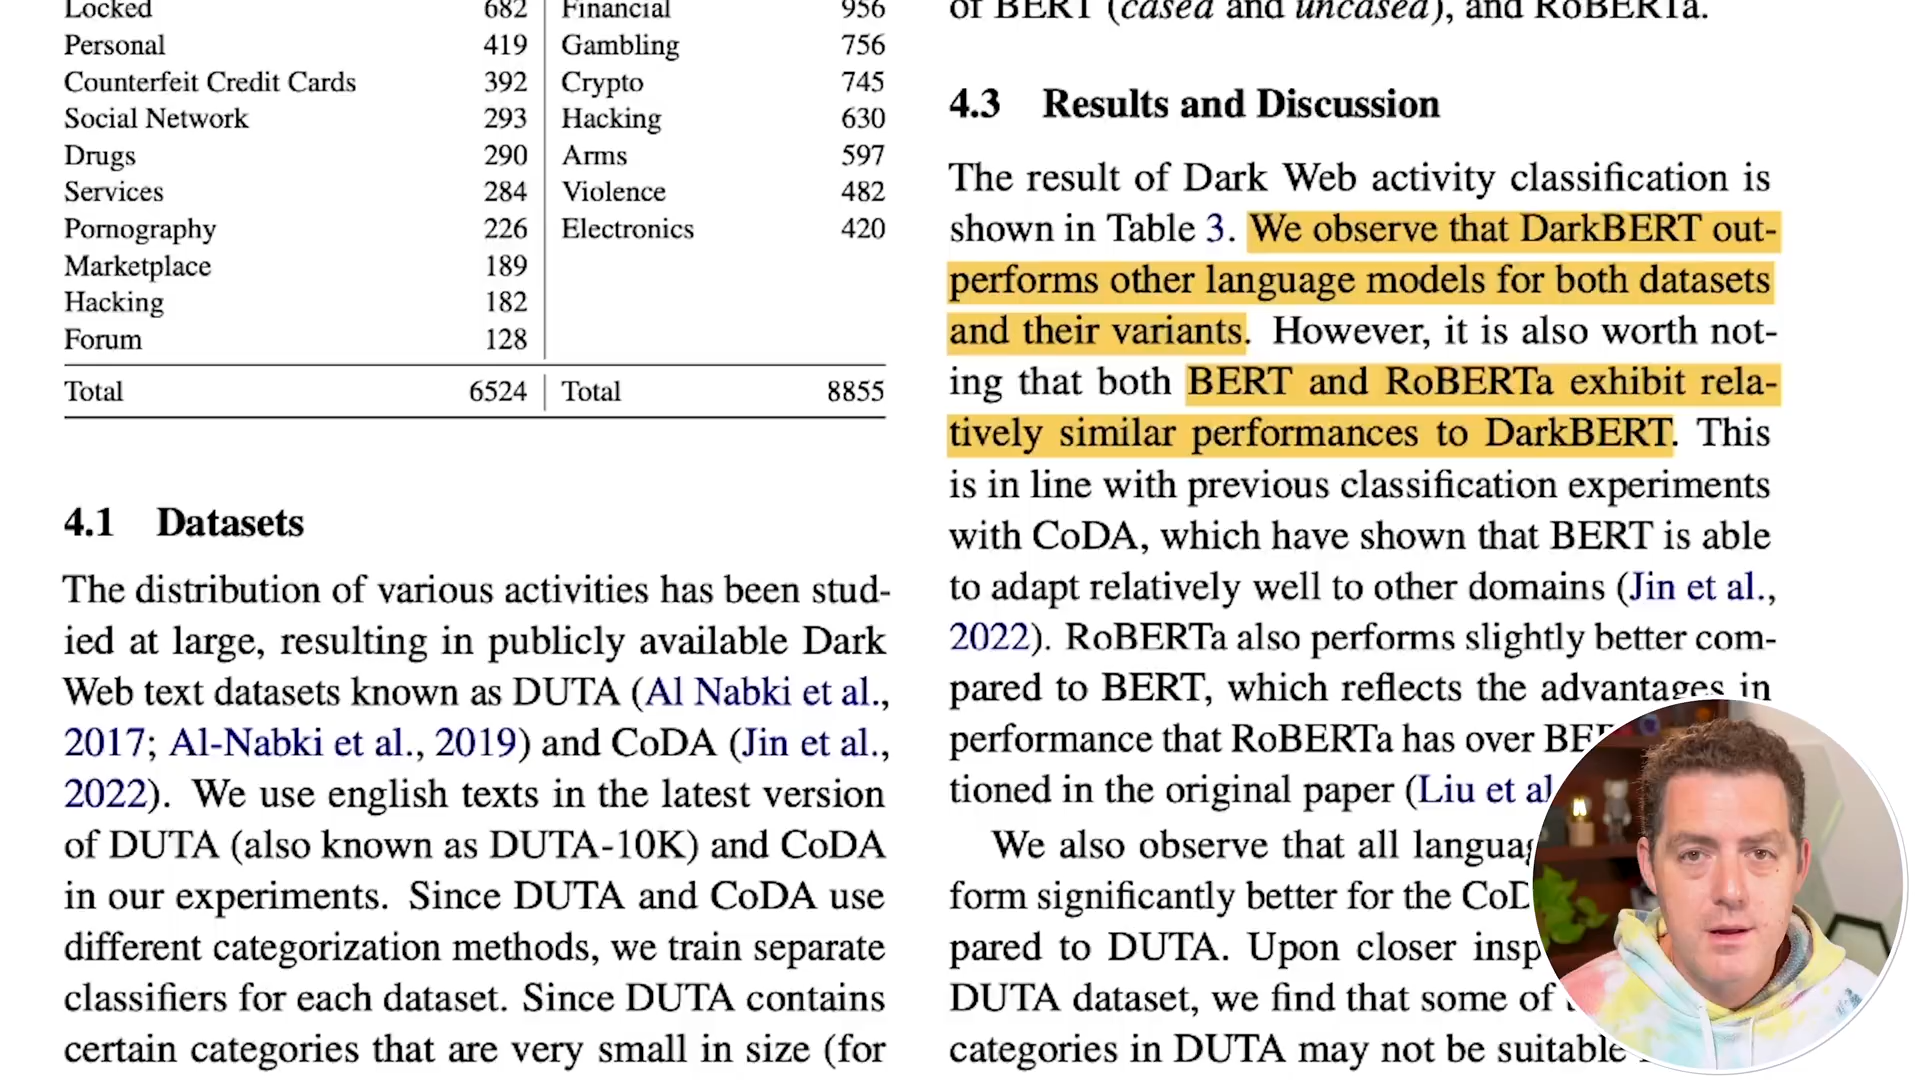 Locked 682 Financial 956
Personal 419 Gambling 756
Counterfeit Credit Cards 392 Crypto 745
Social Network 293 Hacking 630
Drugs 290 Arms 597
Services 284 Violence 482
Pornography 226 Electronics 420
Marketplace 189
Hacking 182
Forum 128
Total 6524 Total 8855
4.1 Datasets
The distribution of various activities has been stud-
ied at large, resulting in publicly available Dark
Web text datasets known as DUTA (Al Nabki et al.,
2017; Al-Nabki et al., 2019) and CoDA (Jin et al.,
2022). We use english texts in the latest version
of DUTA (also known as DUTA-10K) and CoDA
in our experiments. Since DUTA and CoDA use
different categorization methods, we train separate
classifiers for each dataset. Since DUTA contains
certain categories that are very small in size (for
of BERT (cased and uncased), and RoBERTa.
4.3 Results and Discussion
The result of Dark Web activity classification is
shown in Table 3. We observe that DarkBERT out-
performs other language models for both datasets
and their variants. However, it is also worth not-
ing that both BERT and RoBERTa exhibit rela-
tively similar performances to DarkBERT. This
is in line with previous classification experiments
with CoDA, which have shown that BERT is able
to adapt relatively well to other domains (Jin et al.,
2022). RoBERTa also performs slightly better com-
pared to BERT, which reflects the advantages in
performance that RoBERTa has over
tioned in the original paper (Liu et al
We also observe that all
form significantly better for the
pared to DUTA. Upon closer
DUTA dataset, we find that some of
categories in DUTA may not be suitable